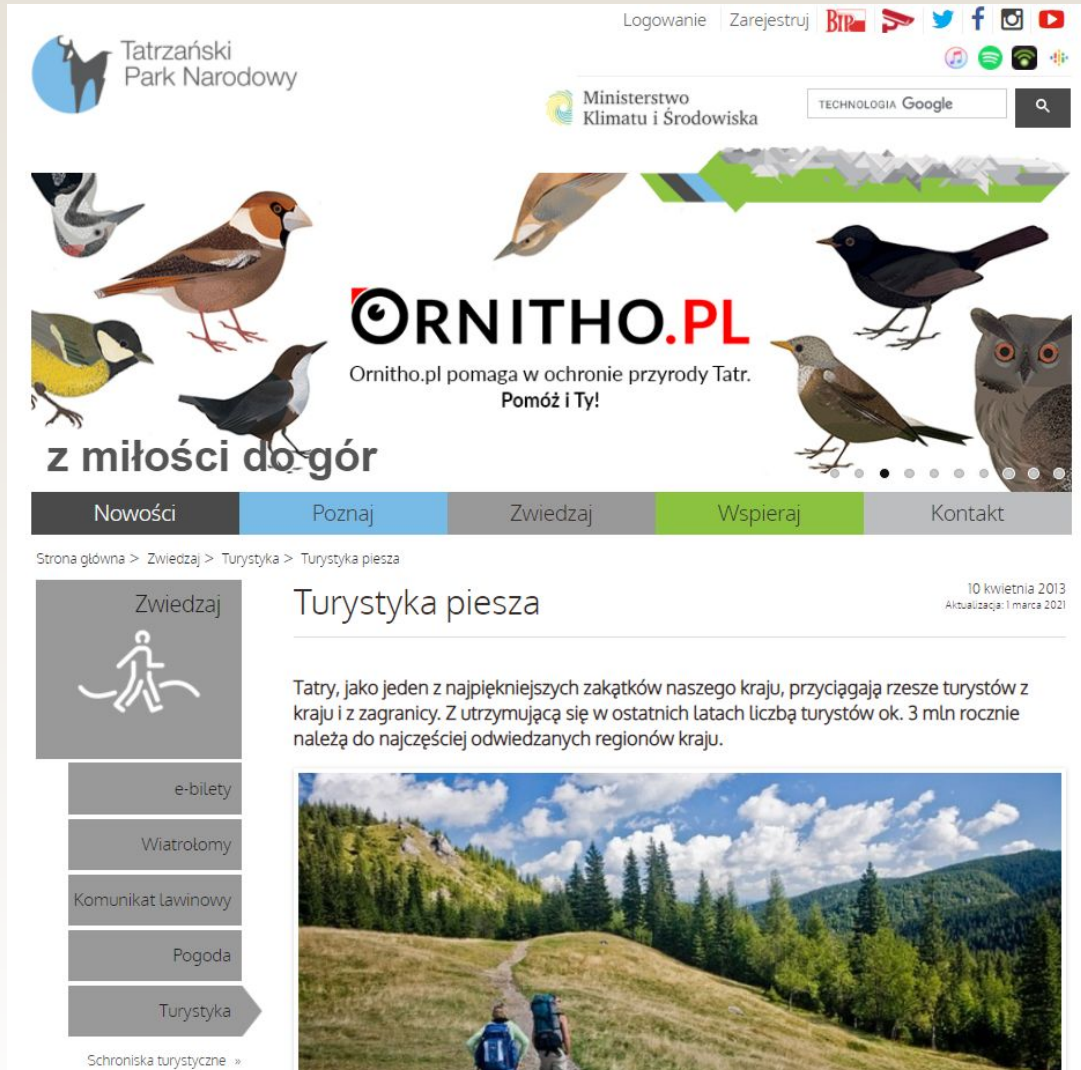 Logowanie Zarejestruj BIP
Tatrzański
Park Narodowy
Ministerstwo
Klimatu i Środowiska
TECHNOLOGIA Google
ORNITHO.PL
Ornitho.pl pomaga w ochronie przyrody Tatr.
Pomóż i Ty!
z miłości do gór
Nowości Poznaj Zwiedzaj Wspieraj Kontakt
Strona główna > Zwiedzaj > Turystyka > Turystyka piesza
Zwiedzaj
Turystyka piesza
10 kwietnia 2013
Aktualizacja: 1 marca 2021
Tatry, jako jeden z najpiękniejszych zakątków naszego kraju, przyciągają rzesze turystów z
kraju i z zagranicy. Z utrzymującą się w ostatnich latach liczbą turystów ok. 3 mln rocznie
należą do najczęściej odwiedzanych regionów kraju.
e-bilety
Wiatrołomy
Komunikat lawinowy
Pogoda
Turystyka
Schroniska turystyczne »